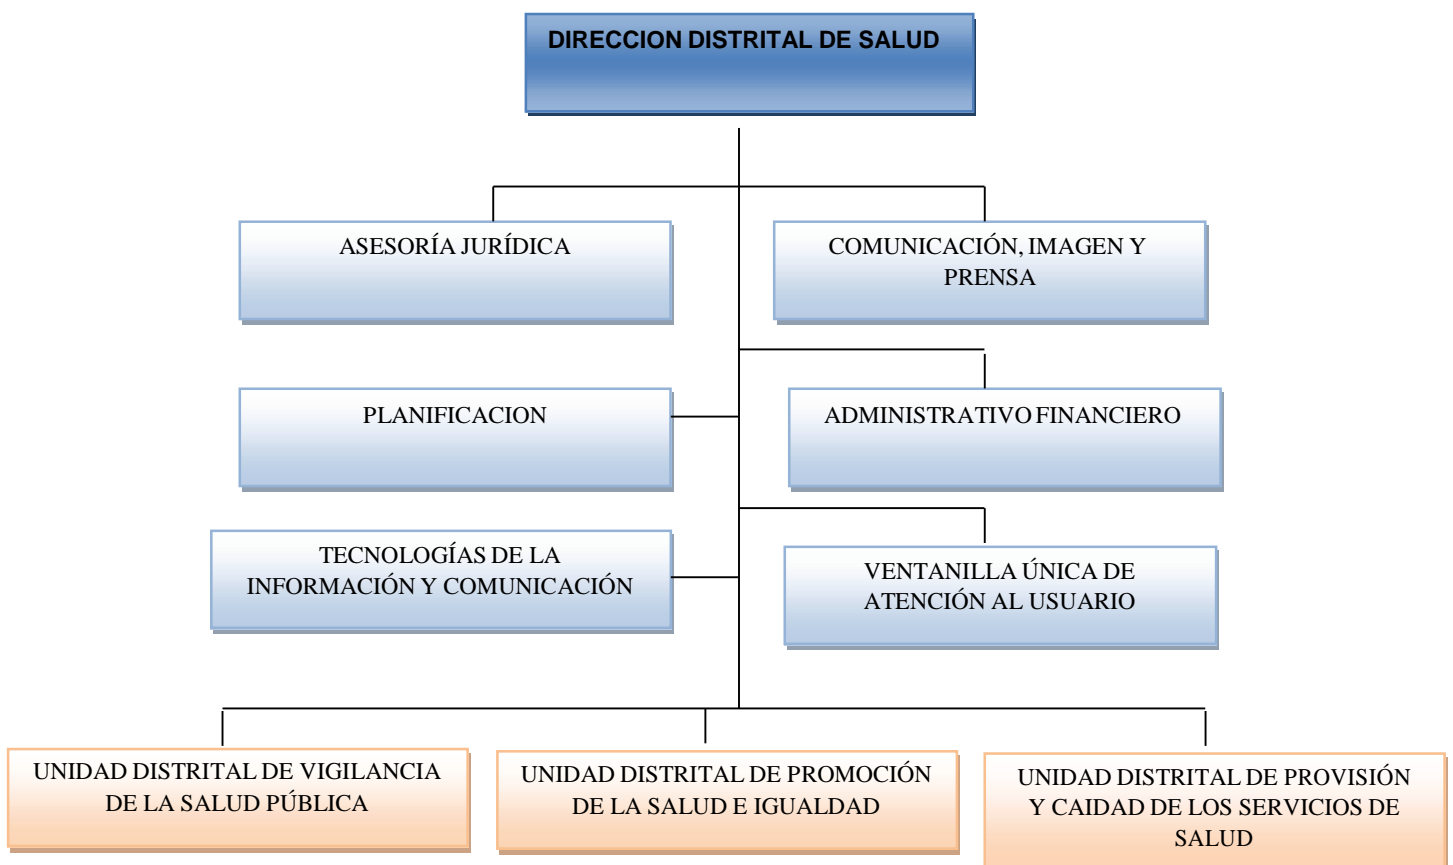 DIRECCION DISTRITAL DE SALUD
ASESORÍA JURÍDICA
COMUNICACIÓN, IMAGEN Y
PRENSA
PLANIFICACION
ADMINISTRATIVO FINANCIERO
TECNOLOGÍAS DE LA
INFORMACIÓN Y COMUNICACIÓN
VENTANILLA ÚNICA DE
ATENCIÓN AL USUARIO
UNIDAD DISTRITAL DE VIGILANCIA
DE LA SALUD PÚBLICA
UNIDAD DISTRITAL DE PROMOCIÓN
DE LA SALUD E IGUALDAD
UNIDAD DISTRITAL DE PROVISIÓN
Y CAIDAD DE LOS SERVICIOS DE
SALUD